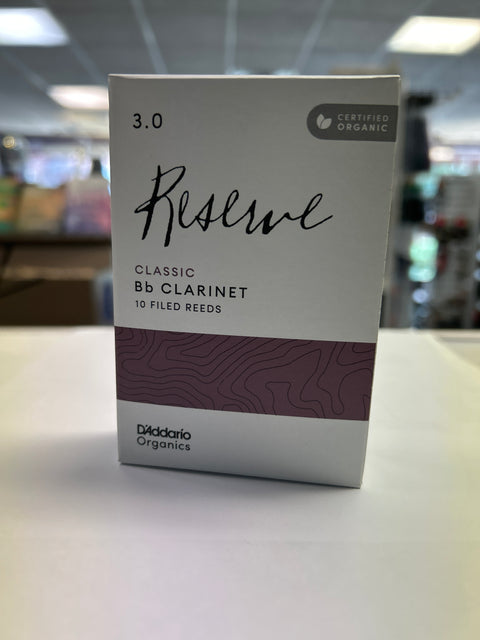 3.0
CERTIFIED
ORGANIC
Reserve
CLASSIC
Bb CLARINET
10 FILED REEDS
D'Addario
Organics